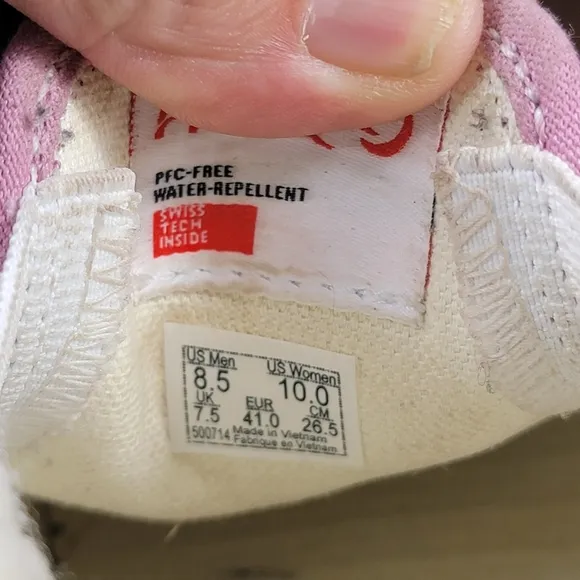 PFC-FREE
WATER-REPELLENT
SWISS
TECH
INSIDE
US Men US Women
8.5 10.0
UK EUR CM
7.5 41.0 26.5
500714 Made in Vietnam
Fabriqué en Vietnam